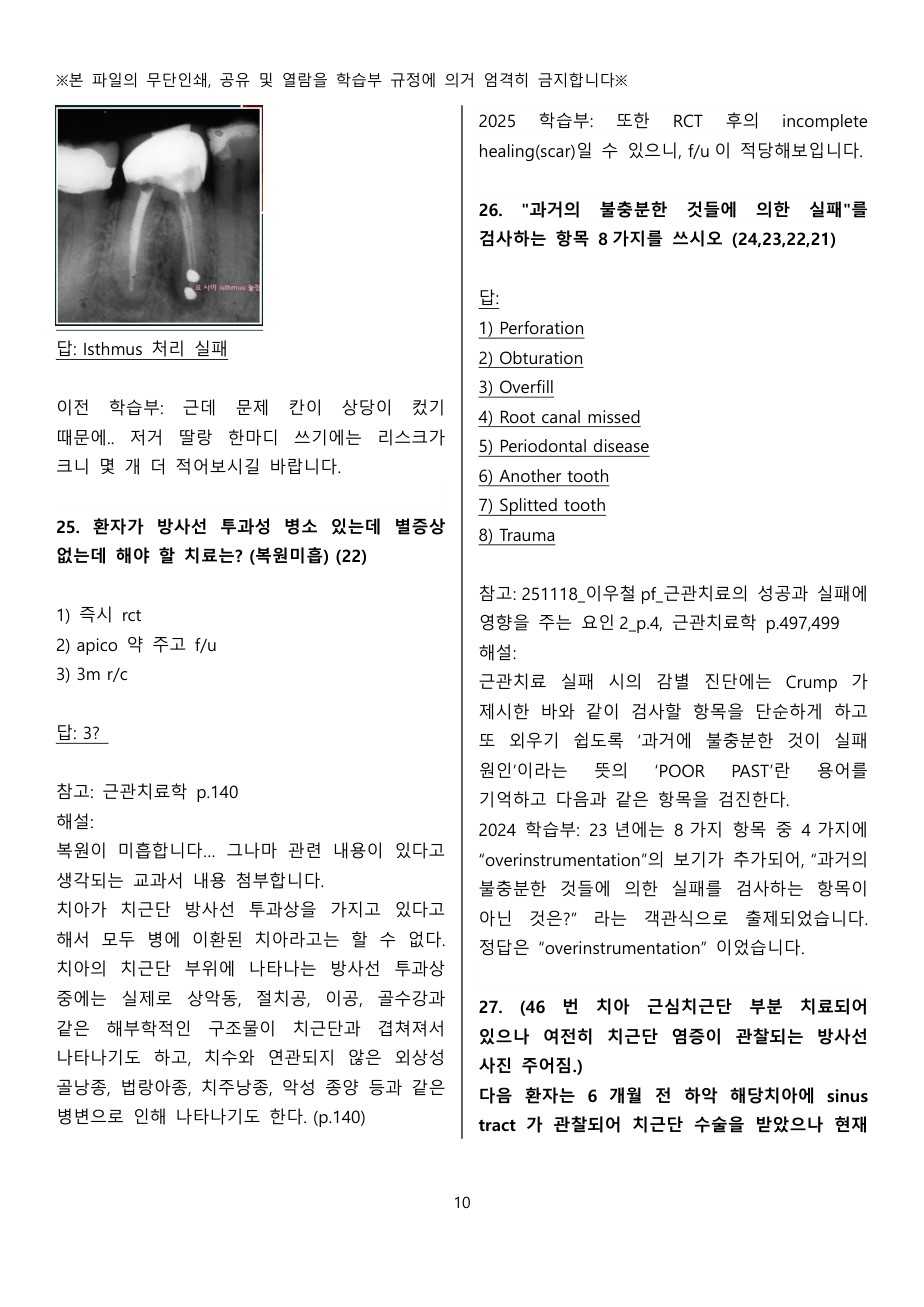 ※본 파일의 무단인쇄, 공유 및 열람을 학습부 규정에 의거 엄격히 금지합니다※
사이 isthmus
답: Isthmus 처리 실패
이전 학습부: 근데 문제 칸이 상당이 컸기
때문에.. 저거 딸랑 한마디 쓰기에는 리스크가
크니 몇 개 더 적어보시길 바랍니다.
25. 환자가 방사선 투과성 병소 있는데 별증상
없는데 해야 할 치료는? (복원미흡) (22)
1) 즉시 rct
2) apico 약 주고 f/u
3) 3m r/c
답: 3?
참고: 근관치료학 p.140
해설:
복원이 미흡합니다... 그나마 관련 내용이 있다고
생각되는 교과서 내용 첨부합니다.
치아가 치근단 방사선 투과상을 가지고 있다고
해서 모두 병에 이환된 치아라고는 할 수 없다.
치아의 치근단 부위에 나타나는 방사선 투과상
중에는 실제로 상악동, 절치공, 이공, 골수강과
같은 해부학적인 구조물이 치근단과 겹쳐져서
나타나기도 하고, 치수와 연관되지 않은 외상성
골낭종, 법랑아종, 치주낭종, 악성 종양 등과 같은
병변으로 인해 나타나기도 한다. (p.140)
2025 학습부: 또한 RCT 후의 incomplete
healing(scar)일 수 있으니, f/u 이 적당해보입니다.
26. "과거의 불충분한 것들에 의한 실패"를
검사하는 항목 8 가지를 쓰시오 (24,23,22,21)
답:
1) Perforation
2) Obturation
3) Overfill
4) Root canal missed
5) Periodontal disease
6) Another tooth
7) Splitted tooth
8) Trauma
참고: 251118_이우철 pf_근관치료의 성공과 실패에
영향을 주는 요인 2_p.4, 근관치료학 p.497,499
해설:
근관치료 실패 시의 감별 진단에는 Crump 가
제시한 바와 같이 검사할 항목을 단순하게 하고
또 외우기 쉽도록 ‘과거에 불충분한 것이 실패
원인’이라는 뜻의 ‘POOR PAST’란 용어를
기억하고 다음과 같은 항목을 검진한다.
2024 학습부: 23 년에는 8 가지 항목 중 4 가지에
“overinstrumentation”의 보기가 추가되어, “과거의
불충분한 것들에 의한 실패를 검사하는 항목이
아닌 것은?” 라는 객관식으로 출제되었습니다.
정답은 “overinstrumentation” 이었습니다.
27. (46 번 치아 근심치근단 부분 치료되어
있으나 여전히 치근단 염증이 관찰되는 방사선
사진 주어짐.)
다음 환자는 6 개월 전 하악 해당치아에 sinus
tract 가 관찰되어 치근단 수술을 받았으나 현재
10